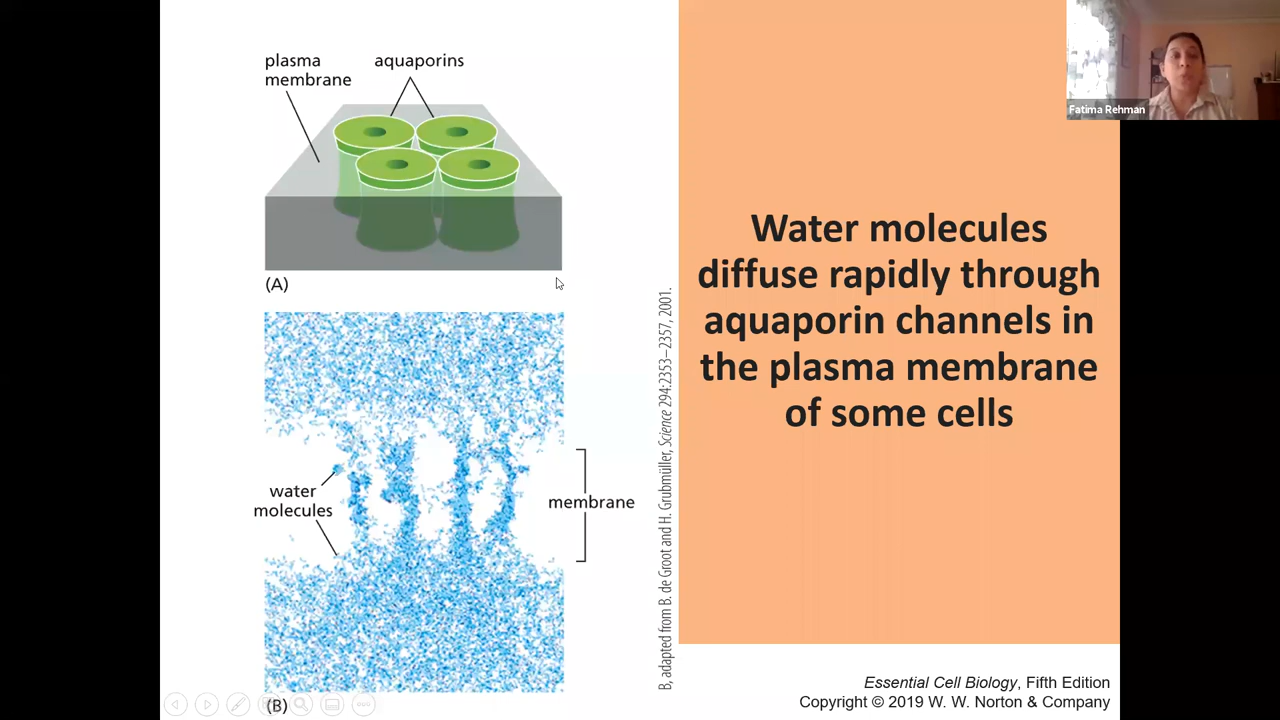 plasma
membrane
aquaporins
(A)
water
molecules
membrane
(B)
B, adapted from B. de Groot and H. Grubmüller, Science 294:2353–2357, 2001.
Water molecules
diffuse rapidly through
aquaporin channels in
the plasma membrane
of some cells
Essential Cell Biology, Fifth Edition
Copyright © 2019 W. W. Norton & Company
Fatima Rehman